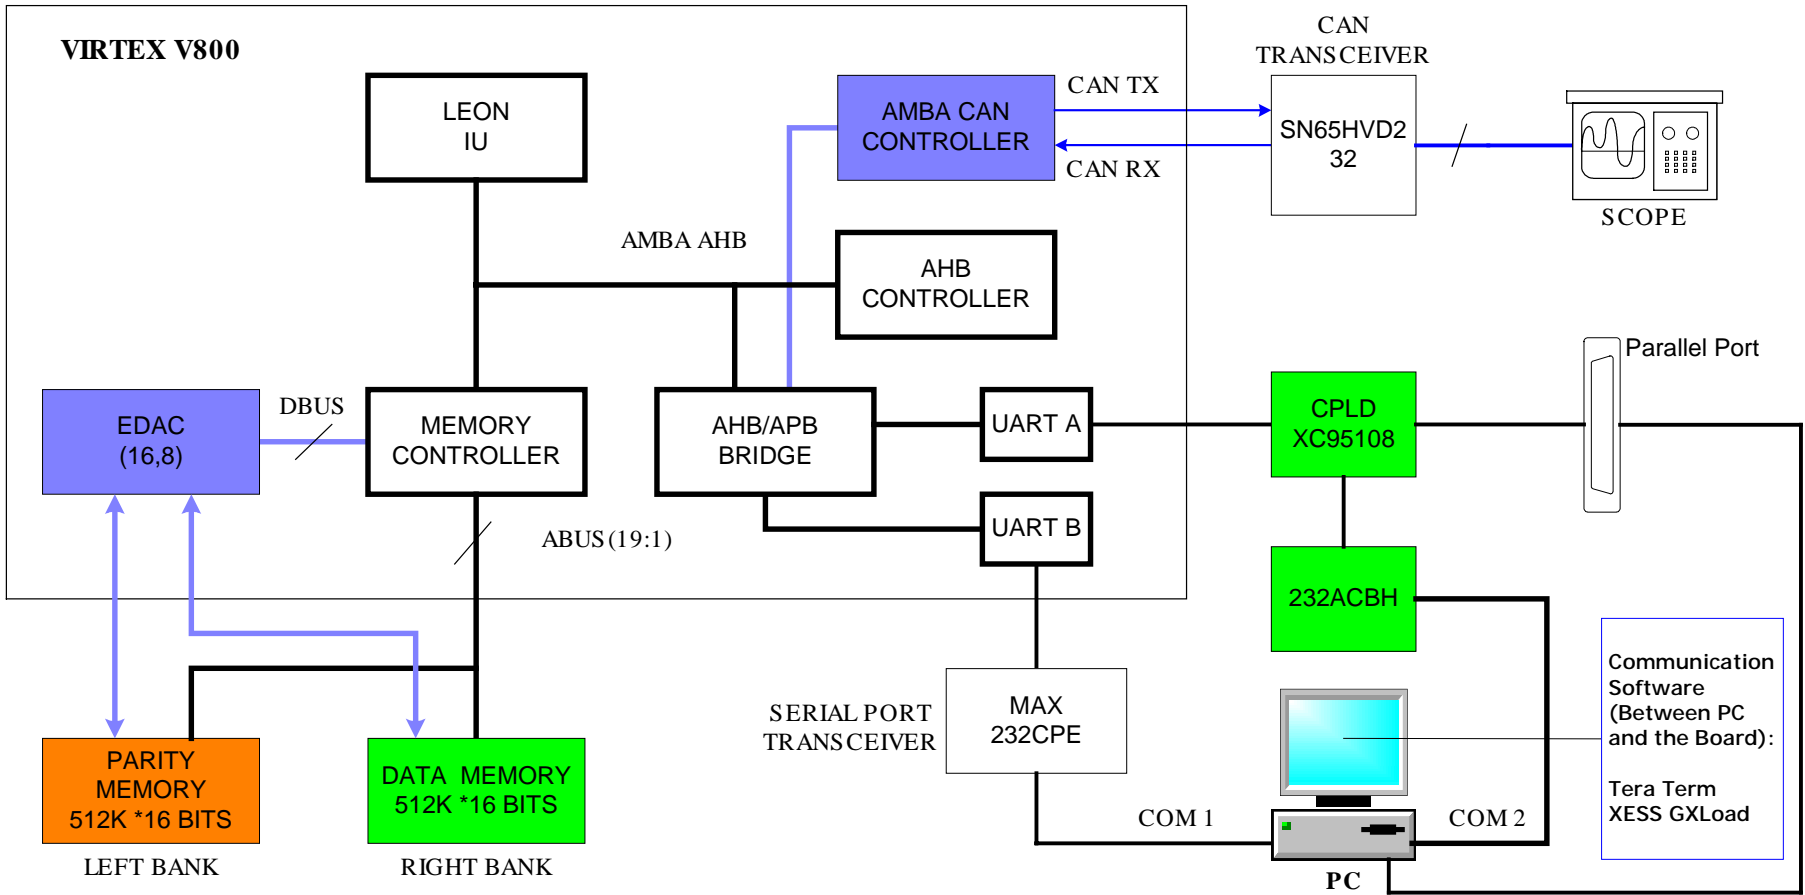 VIRTEX V800
LEON
IU
AMBA CAN
CONTROLLER
CAN TX
CAN RX
CAN
TRANSCEIVER
SN65HVD2
32
SCOPE
AMBA AHB
AHB
CONTROLLER
Parallel Port
EDAC
(16,8)
DBUS
MEMORY
CONTROLLER
AHB/APB
BRIDGE
UART A
CPLD
XC95108
UART B
ABUS(19:1)
232ACBH
Communication
Software
(Between PC
and the Board):
Tera Term
XESS GXLoad
SERIAL PORT
TRANSCEIVER
MAX
232CPE
PARITY
MEMORY
512K *16 BITS
LEFT BANK
DATA MEMORY
512K *16 BITS
RIGHT BANK
COM 1
COM 2
PC